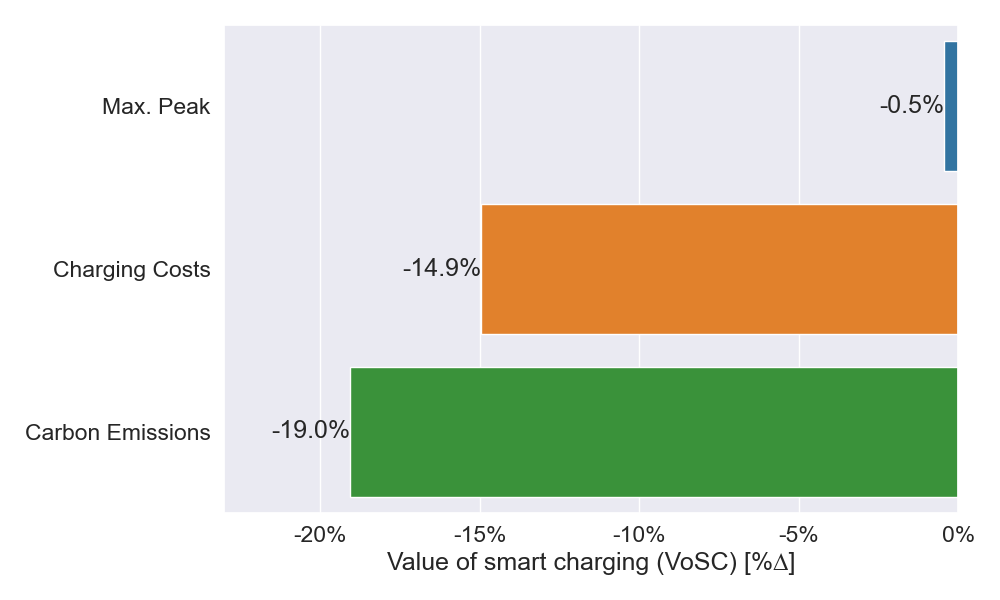 Max. Peak
-0.5%
Charging Costs
-14.9%
Carbon Emissions
-19.0%
-20% -15% -10% -5% 0%
Value of smart charging (VoSC) [%Δ]